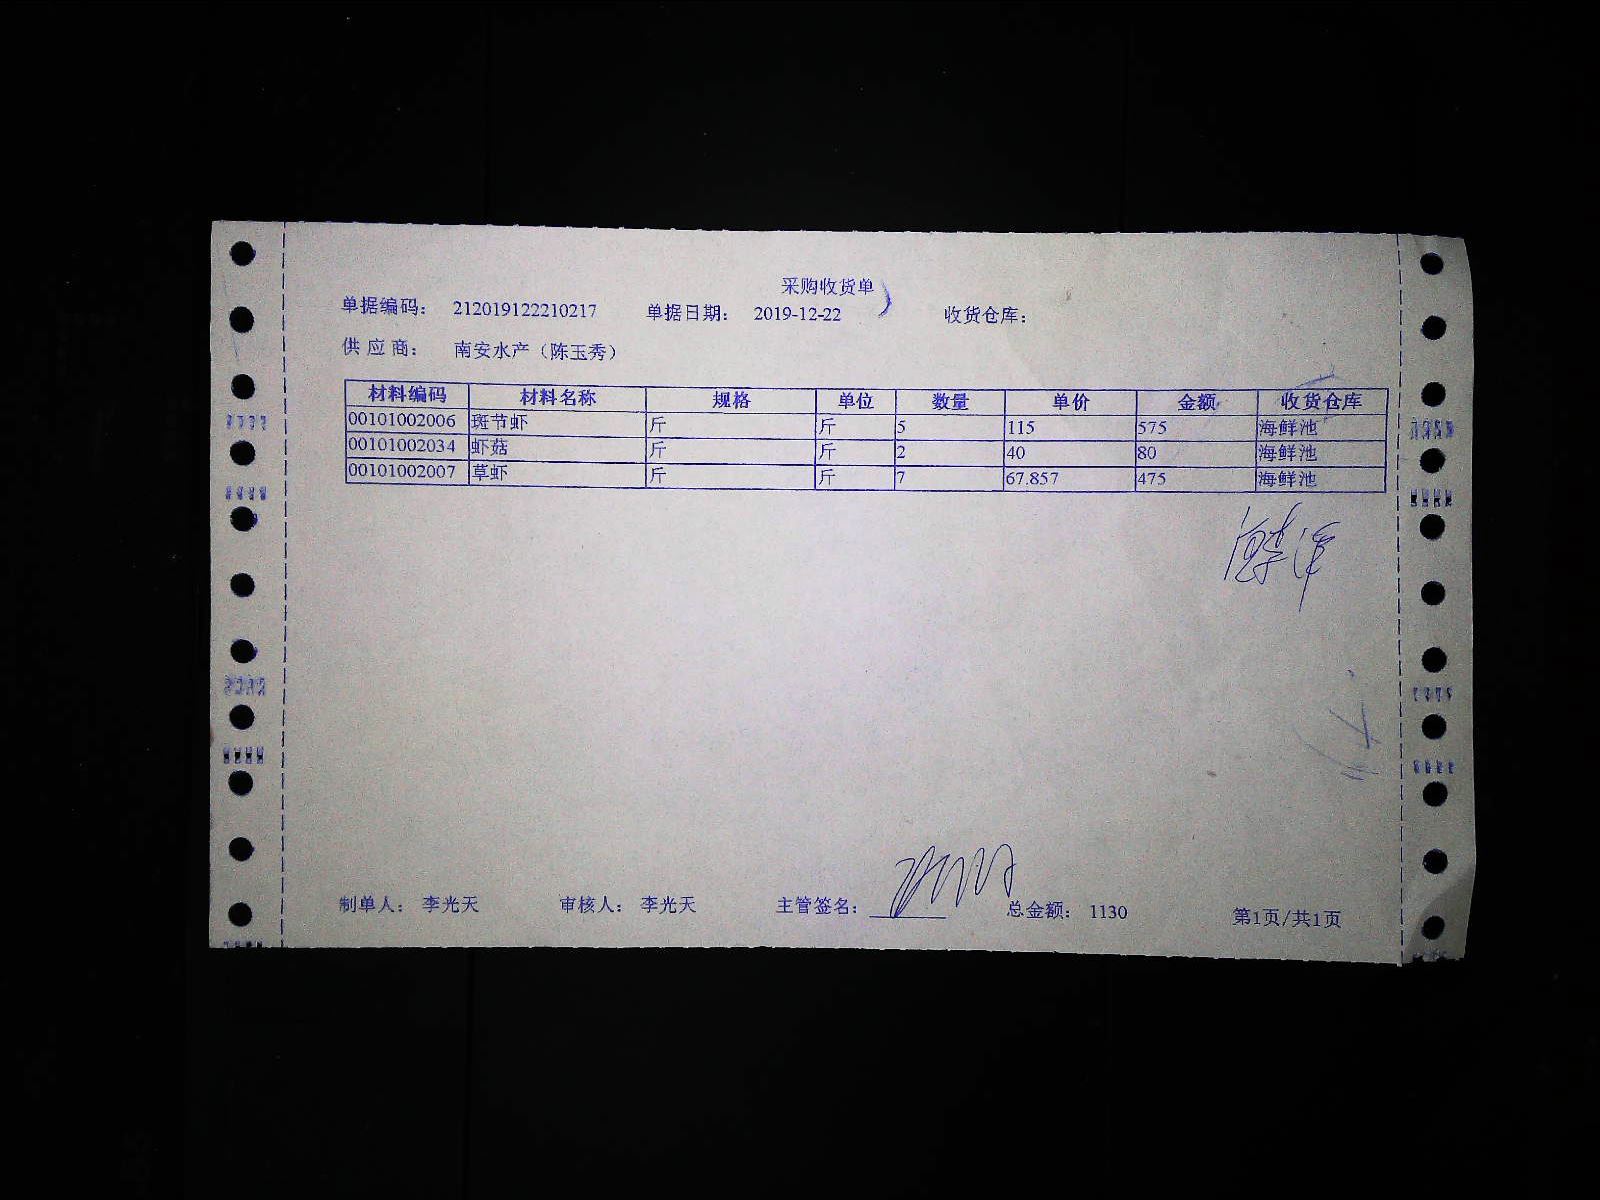 采购收货单
单据编码： 212019122210217 单据日期： 2019-12-22 收货仓库：
供 应 商： 南安水产（陈玉秀）
材料编码 材料名称 规格 单位 数量 单价 金额 收货仓库
00101002006 斑节虾 斤 斤 5 115 575 海鲜池
00101002034 虾菇 斤 斤 2 40 80 海鲜池
00101002007 草虾 斤 斤 7 67.857 475 海鲜池
制单人： 李光天 审核人： 李光天 主管签名： 总金额： 1130 第1页/共1页